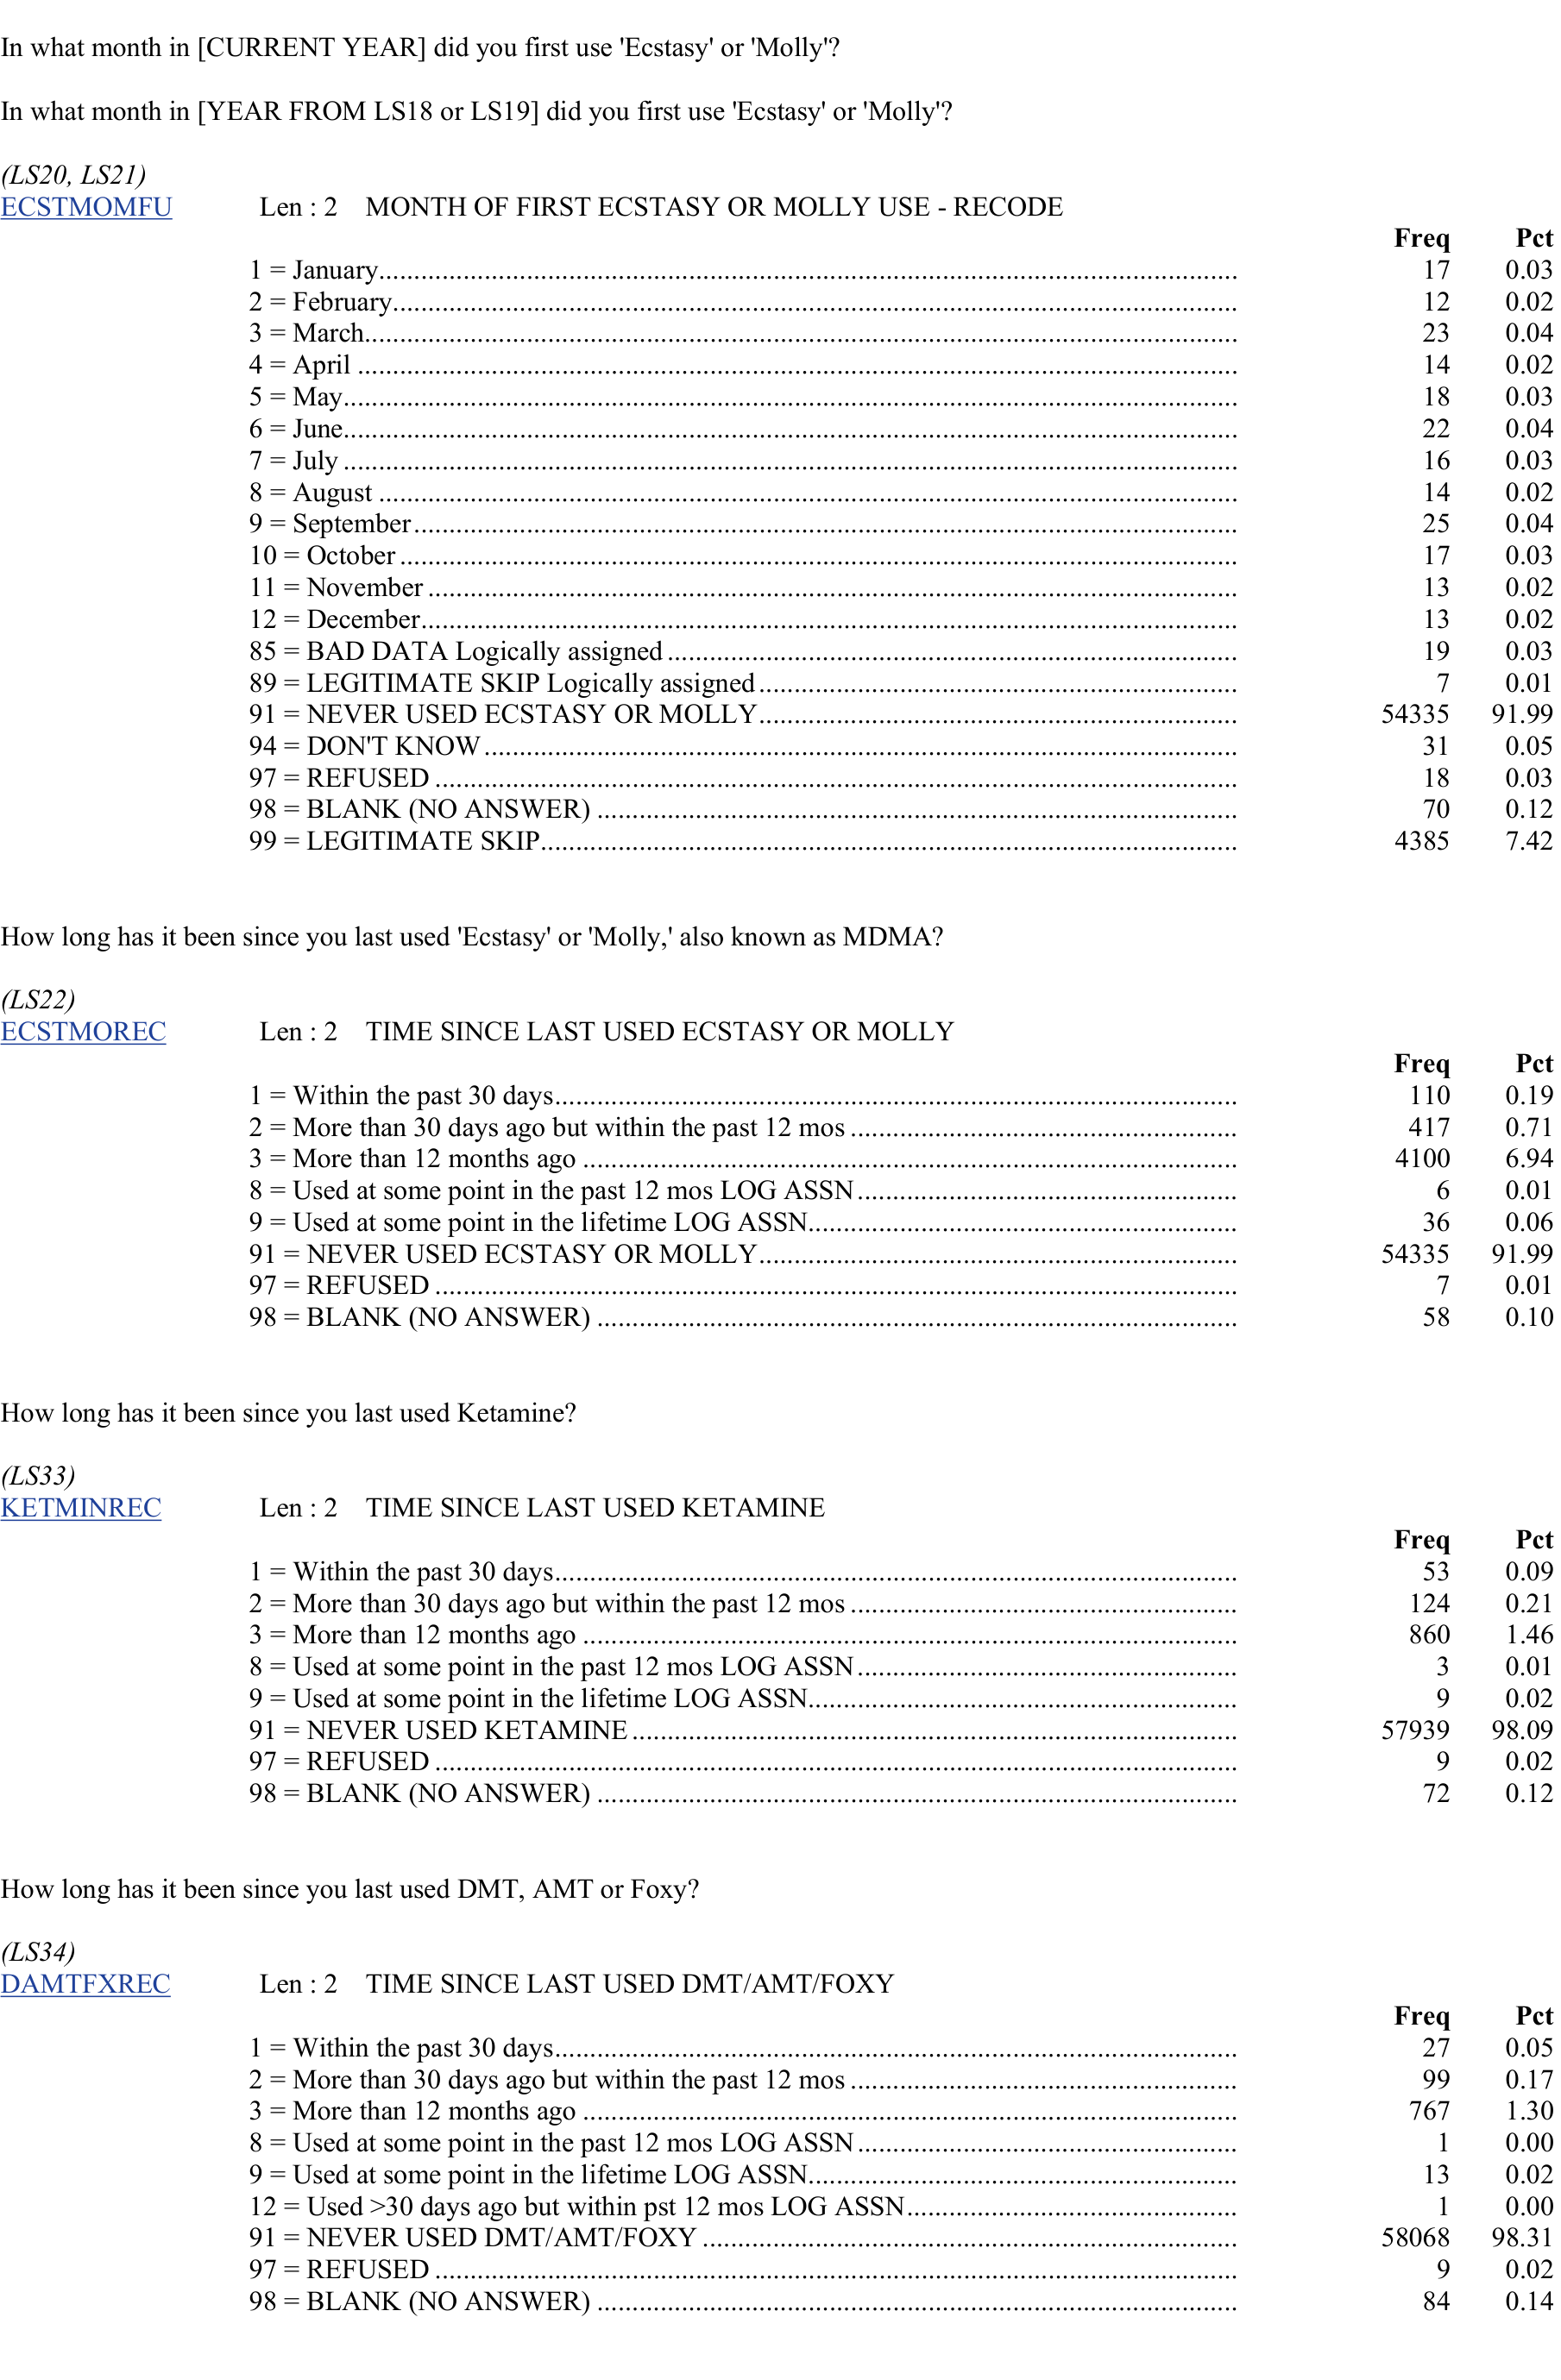 In what month in [CURRENT YEAR] did you first use 'Ecstasy' or 'Molly'?
In what month in [YEAR FROM LS18 or LS19] did you first use 'Ecstasy' or 'Molly'?
(LS20, LS21)
ECSTMOMFU Len : 2 MONTH OF FIRST ECSTASY OR MOLLY USE - RECODE
Freq Pct
1 = January 17 0.03
2 = February 12 0.02
3 = March 23 0.04
4 = April 14 0.02
5 = May 18 0.03
6 = June 22 0.04
7 = July 16 0.03
8 = August 14 0.02
9 = September 25 0.04
10 = October 17 0.03
11 = November 13 0.02
12 = December 13 0.02
85 = BAD DATA Logically assigned 19 0.03
89 = LEGITIMATE SKIP Logically assigned 7 0.01
91 = NEVER USED ECSTASY OR MOLLY 54335 91.99
94 = DON'T KNOW 31 0.05
97 = REFUSED 18 0.03
98 = BLANK (NO ANSWER) 70 0.12
99 = LEGITIMATE SKIP 4385 7.42
How long has it been since you last used 'Ecstasy' or 'Molly,' also known as MDMA?
(LS22)
ECSTMOREC Len : 2 TIME SINCE LAST USED ECSTASY OR MOLLY
Freq Pct
1 = Within the past 30 days 110 0.19
2 = More than 30 days ago but within the past 12 mos 417 0.71
3 = More than 12 months ago 4100 6.94
8 = Used at some point in the past 12 mos LOG ASSN 6 0.01
9 = Used at some point in the lifetime LOG ASSN 36 0.06
91 = NEVER USED ECSTASY OR MOLLY 54335 91.99
97 = REFUSED 7 0.01
98 = BLANK (NO ANSWER) 58 0.10
How long has it been since you last used Ketamine?
(LS33)
KETMINREC Len : 2 TIME SINCE LAST USED KETAMINE
Freq Pct
1 = Within the past 30 days 53 0.09
2 = More than 30 days ago but within the past 12 mos 124 0.21
3 = More than 12 months ago 860 1.46
8 = Used at some point in the past 12 mos LOG ASSN 3 0.01
9 = Used at some point in the lifetime LOG ASSN 9 0.02
91 = NEVER USED KETAMINE 57939 98.09
97 = REFUSED 9 0.02
98 = BLANK (NO ANSWER) 72 0.12
How long has it been since you last used DMT, AMT or Foxy?
(LS34)
DAMTFXREC Len : 2 TIME SINCE LAST USED DMT/AMT/FOXY
Freq Pct
1 = Within the past 30 days 27 0.05
2 = More than 30 days ago but within the past 12 mos 99 0.17
3 = More than 12 months ago 767 1.30
8 = Used at some point in the past 12 mos LOG ASSN 1 0.00
9 = Used at some point in the lifetime LOG ASSN 13 0.02
12 = Used >30 days ago but within pst 12 mos LOG ASSN 1 0.00
91 = NEVER USED DMT/AMT/FOXY 58068 98.31
97 = REFUSED 9 0.02
98 = BLANK (NO ANSWER) 84 0.14